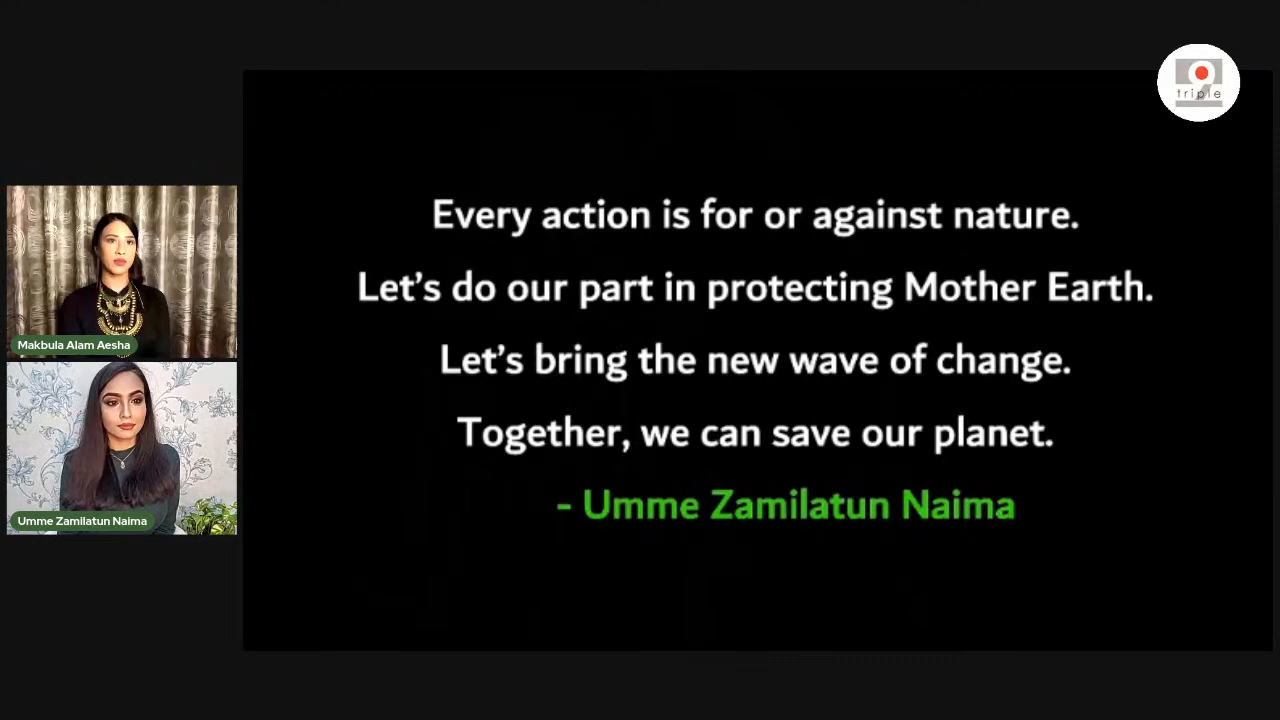 triple
Every action is for or against nature.
Let's do our part in protecting Mother Earth.
Let's bring the new wave of change.
Together, we can save our planet.
- Umme Zamilatun Naima
Makbula Alam Aesha
Umme Zamilatun Naima